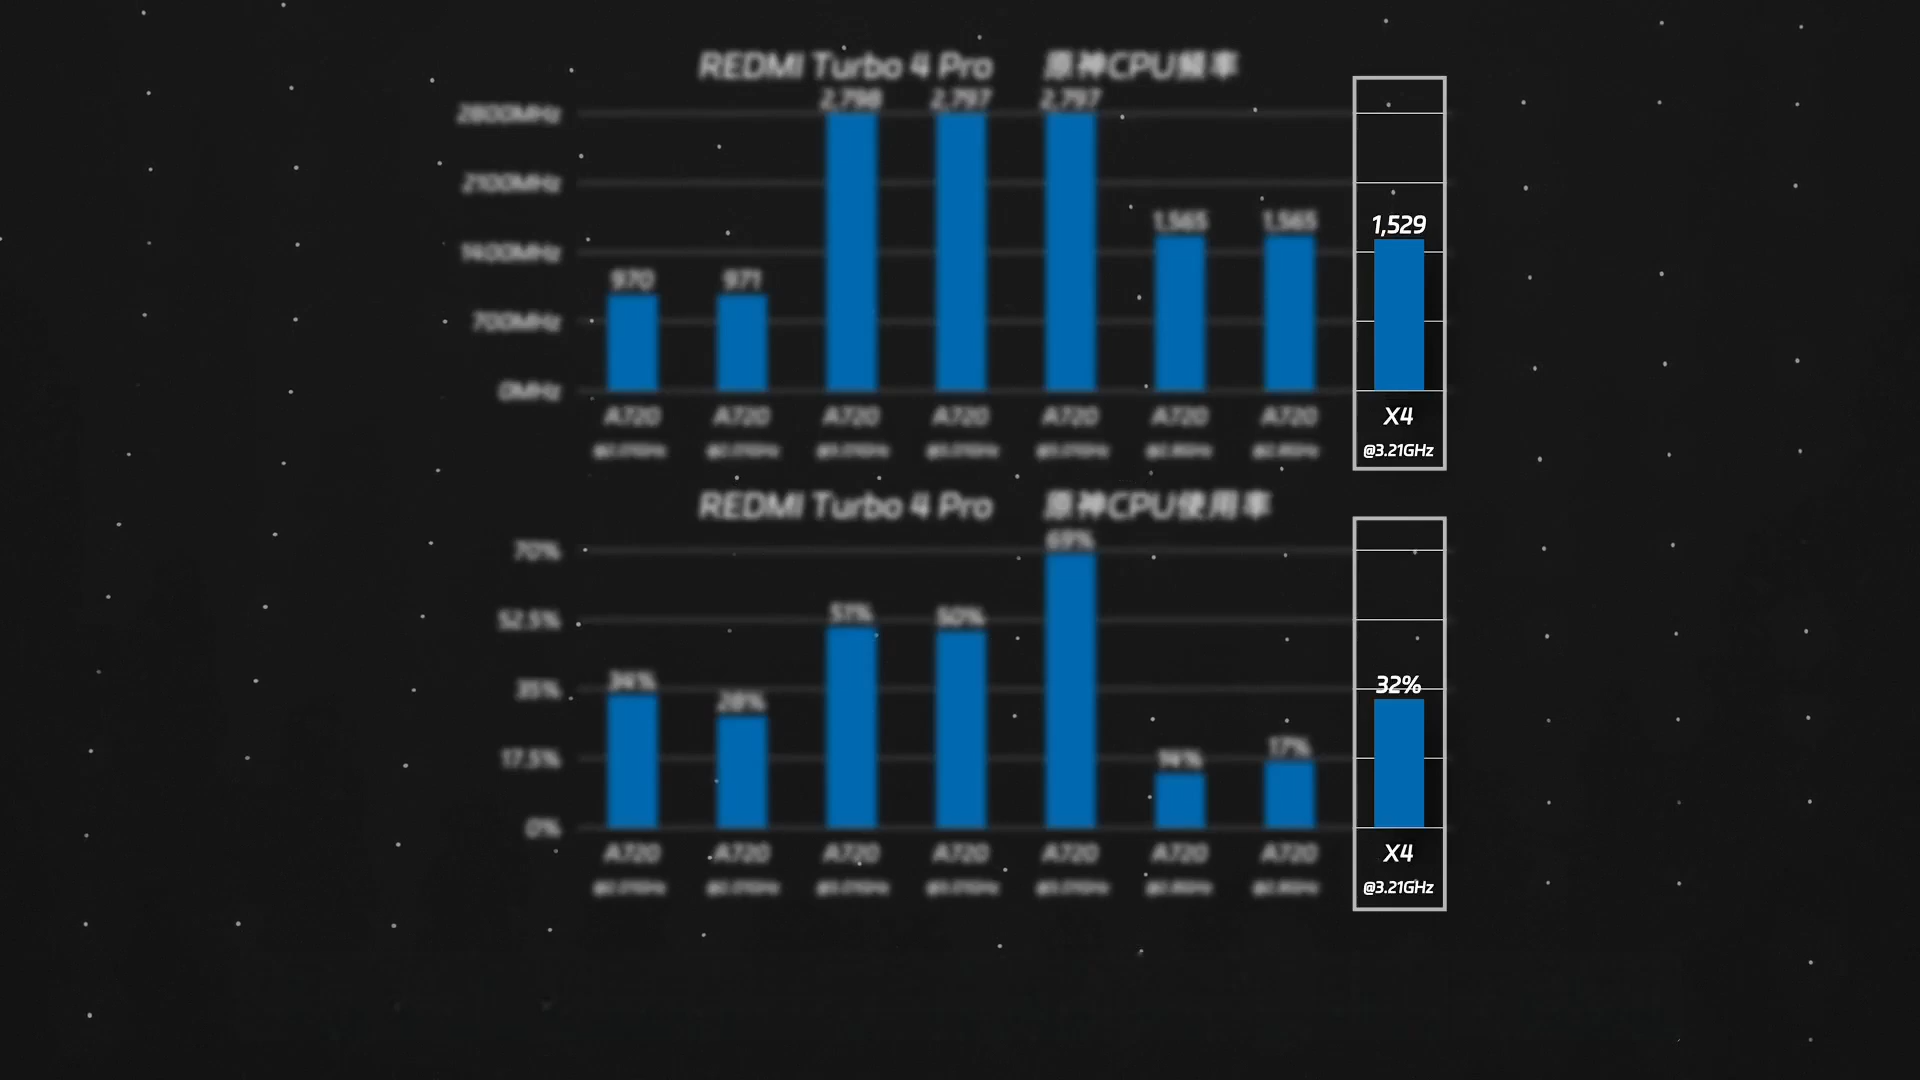 REDMI Turbo 4 Pro 原神CPU频率
2800MHz
2100MHz
1400MHz
700MHz
0MHz
970 971 2,798 2,797 2,797 1,565 1,565 1,529
A720 A720 A720 A720 A720 A720 A720 X4
@3.21GHz
REDMI Turbo 4 Pro 原神CPU使用率
70%
52.5%
35%
17.5%
0%
34% 28% 51% 50% 69% 14% 17% 32%
A720 A720 A720 A720 A720 A720 A720 X4
@3.21GHz